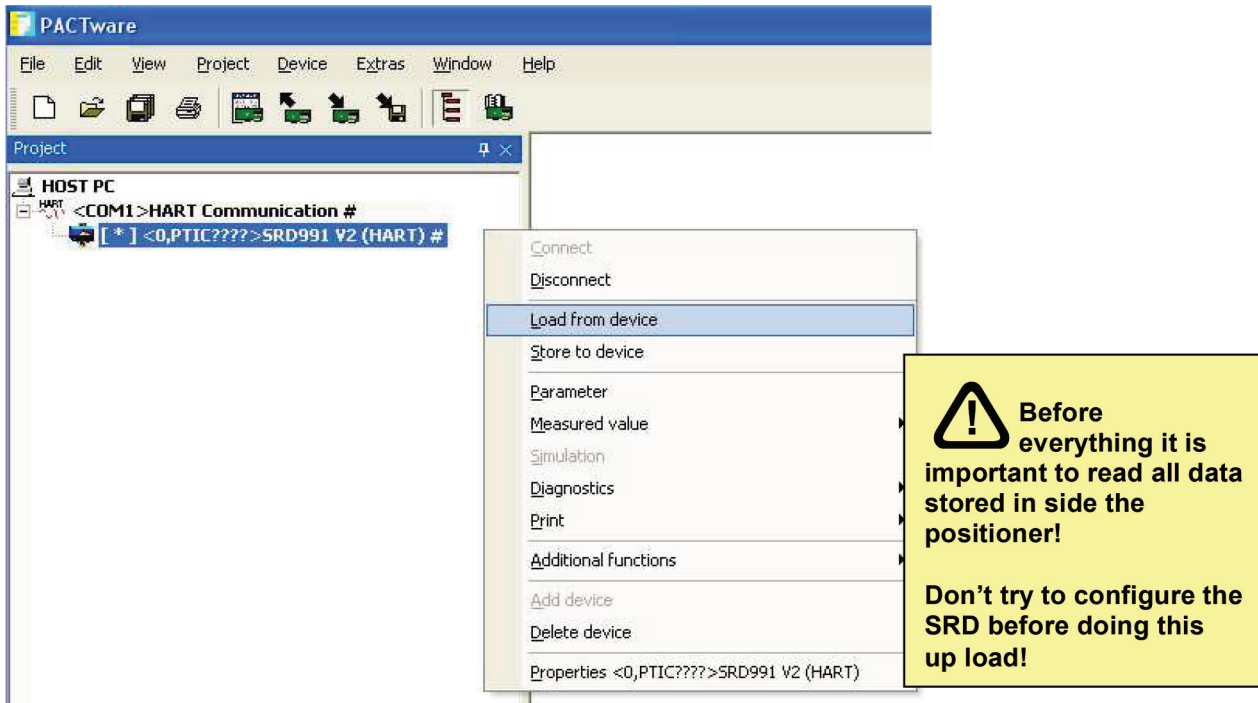 PACTware
File Edit View Project Device Extras Window Help
Project
HOST PC
HART <COM1>HART Communication #
[ * ] <0,PTIC????>SRD991 V2 (HART) #
Connect
Disconnect
Load from device
Store to device
Parameter
Measured value
Simulation
Diagnostics
Print
Additional functions
Add device
Delete device
Properties <0,PTIC????>SRD991 V2 (HART)
Before
everything it is
important to read all data
stored in side the
positioner!
Don't try to configure the
SRD before doing this
up load!